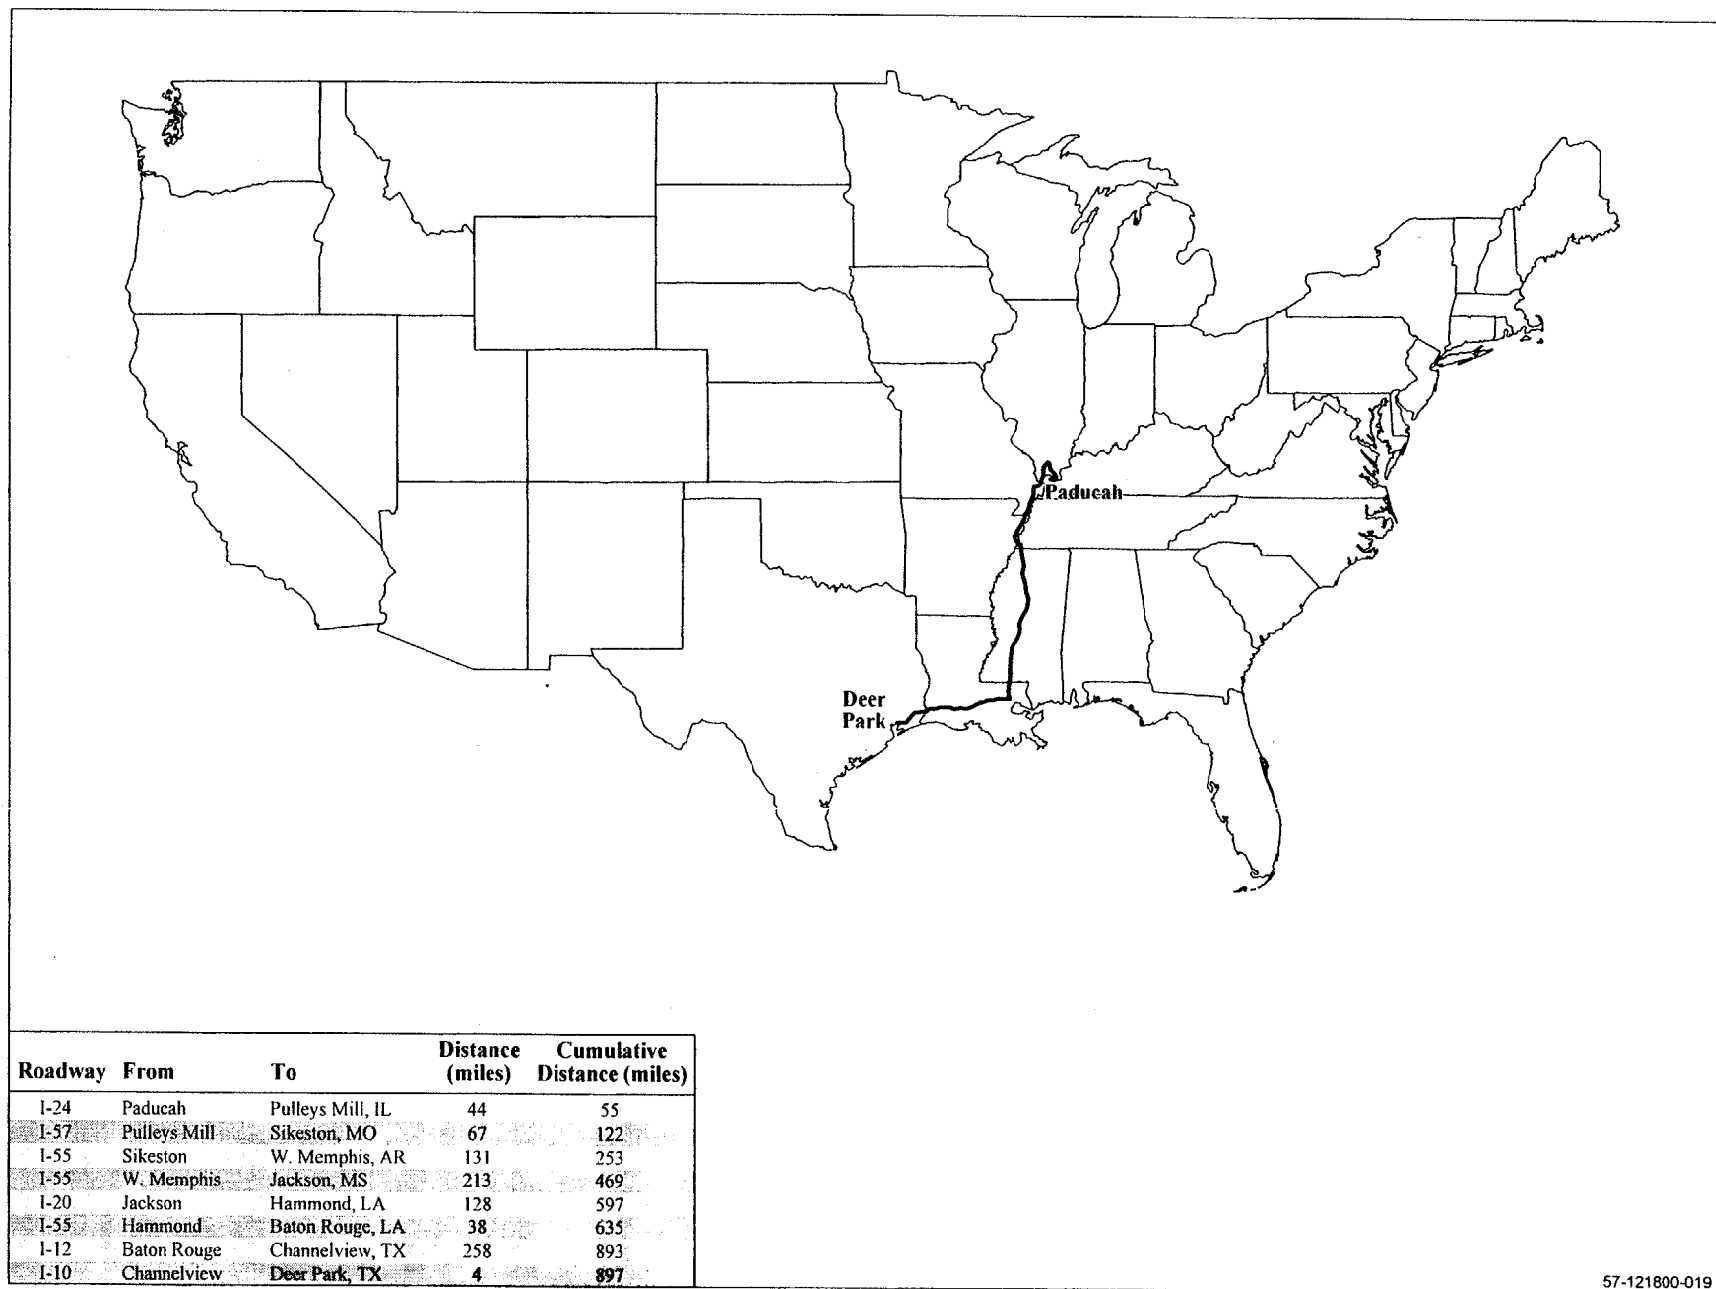 Paducah
Deer
Park
Roadway From To Distance (miles) Cumulative Distance (miles)
I-24 Paducah Pulleys Mill, IL 44 55
I-57 Pulleys Mill Sikeston, MO 67 122
I-55 Sikeston W. Memphis, AR 131 253
I-55 W. Memphis Jackson, MS 213 469
I-20 Jackson Hammond, LA 128 597
I-55 Hammond Baton Rouge, LA 38 635
I-12 Baton Rouge Channelview, TX 258 893
I-10 Channelview Deer Park, TX 4 897
57-121800-019